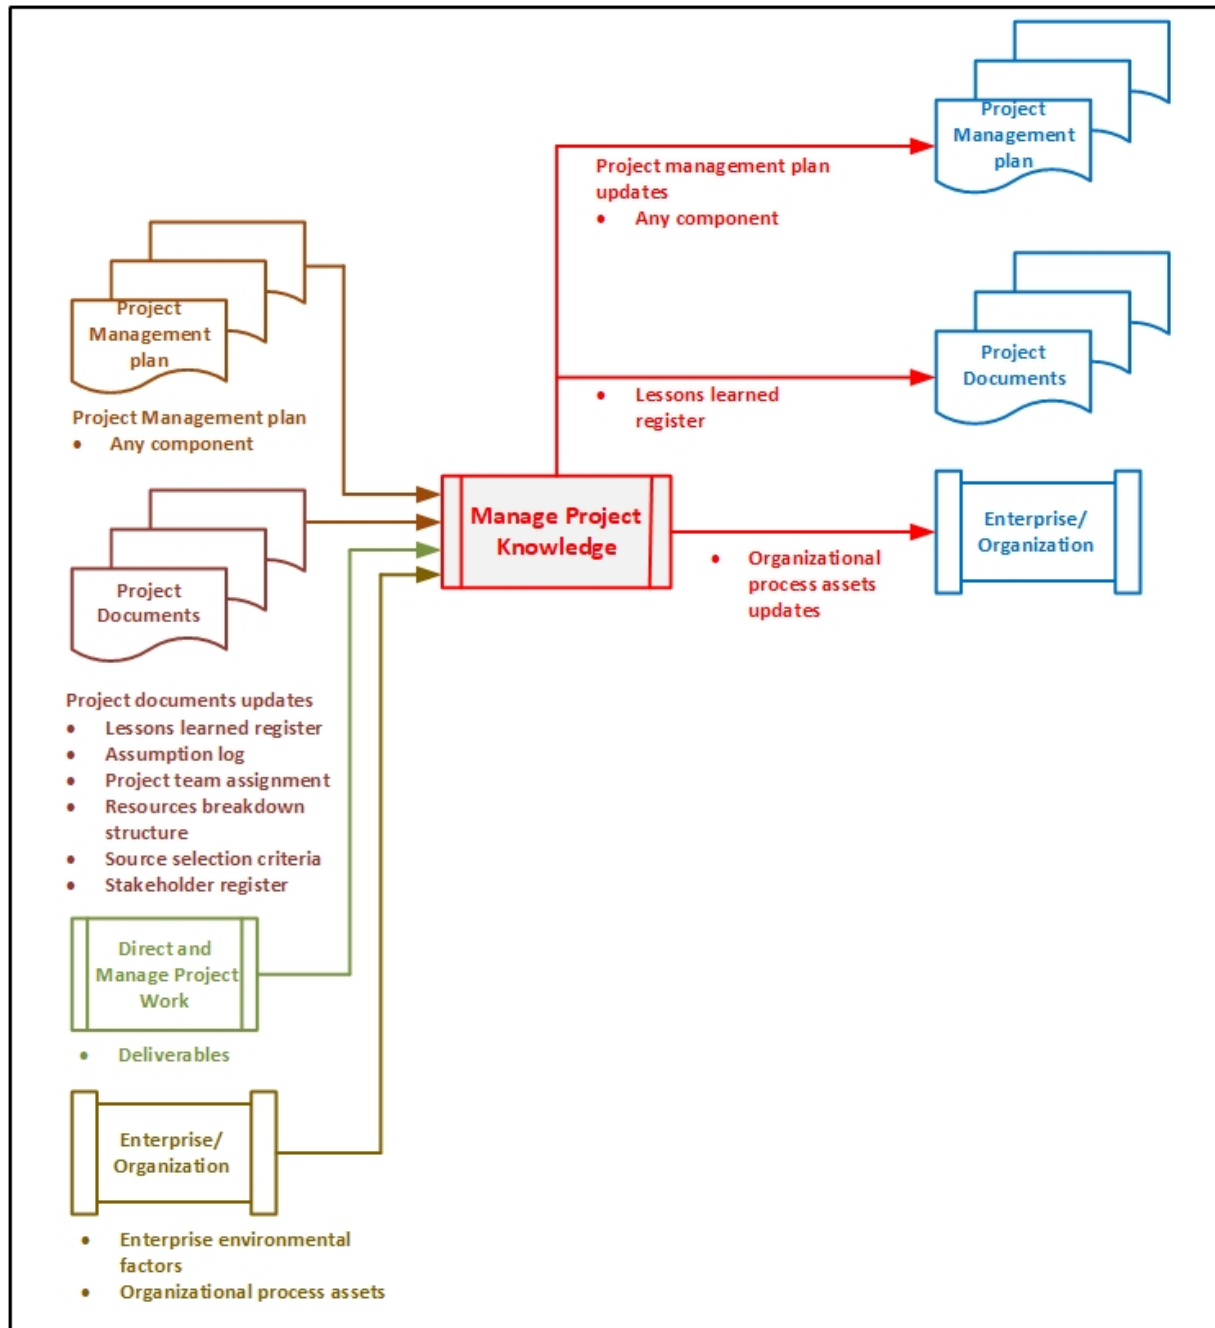 Project
Management
plan
Project management plan
updates
• Any component
Project
Management
plan
Project Management plan
• Any component
Project
Documents
• Lessons learned
register
Manage Project
Knowledge
Enterprise/
Organization
• Organizational
process assets
updates
Project
Documents
Project documents updates
• Lessons learned register
• Assumption log
• Project team assignment
• Resources breakdown
structure
• Source selection criteria
• Stakeholder register
Direct and
Manage Project
Work
• Deliverables
Enterprise/
Organization
• Enterprise environmental
factors
• Organizational process assets